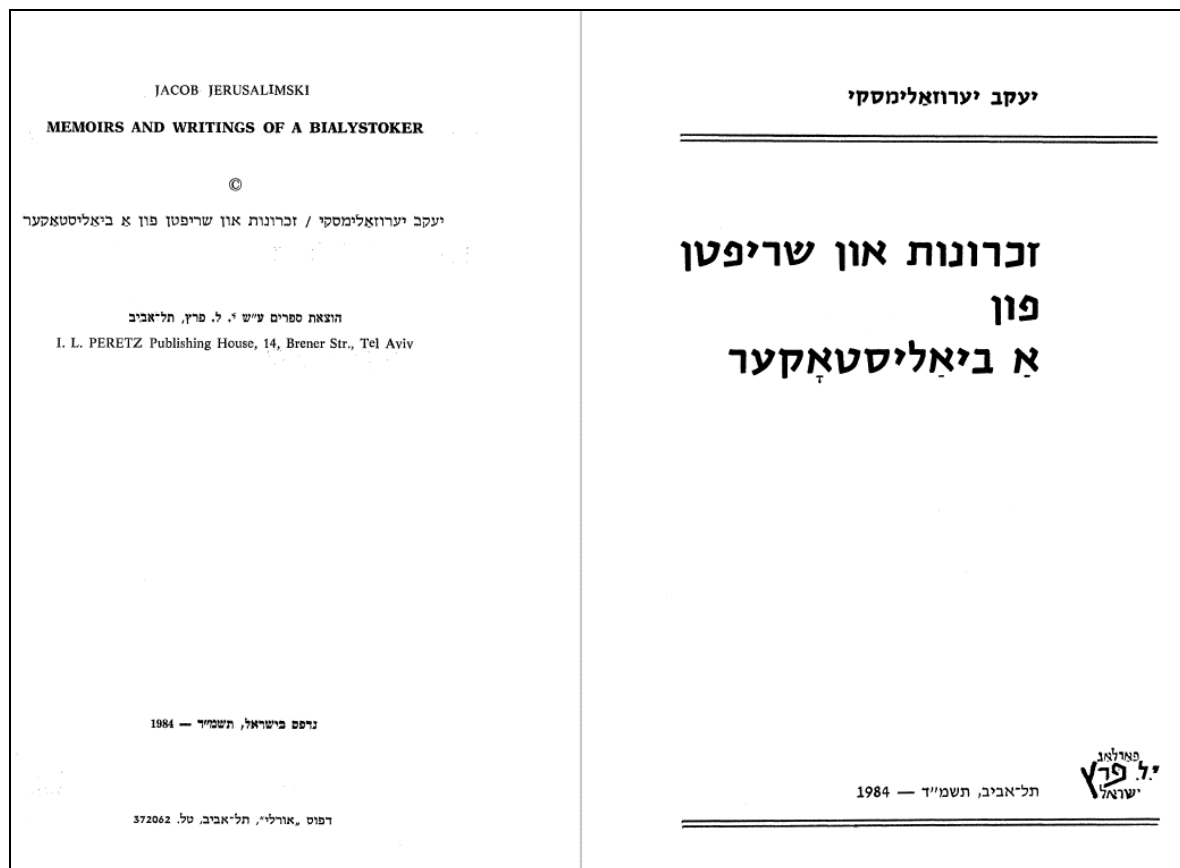 JACOB JERUSALIMSKI
MEMOIRS AND WRITINGS OF A BIALYSTOKER
©
יעקב יערוזאַלימסקי / זכרונות און שריפטן פון אַ ביאַליסטאָקער
הוצאת ספרים ע״ש י. ל. פרץ, תל־אביב
I. L. PERETZ Publishing House, 14, Brener Str., Tel Aviv
נדפס בישראל, תשמ״ד — 1984
דפוס „אורלי״, תל־אביב, טל. 372062
יעקב יערוזאַלימסקי
זכרונות און שריפטן
פון
אַ ביאַליסטאָקער
פאַרלאַג
י.ל. פרץ
ישראל
תל־אביב, תשמ״ד — 1984